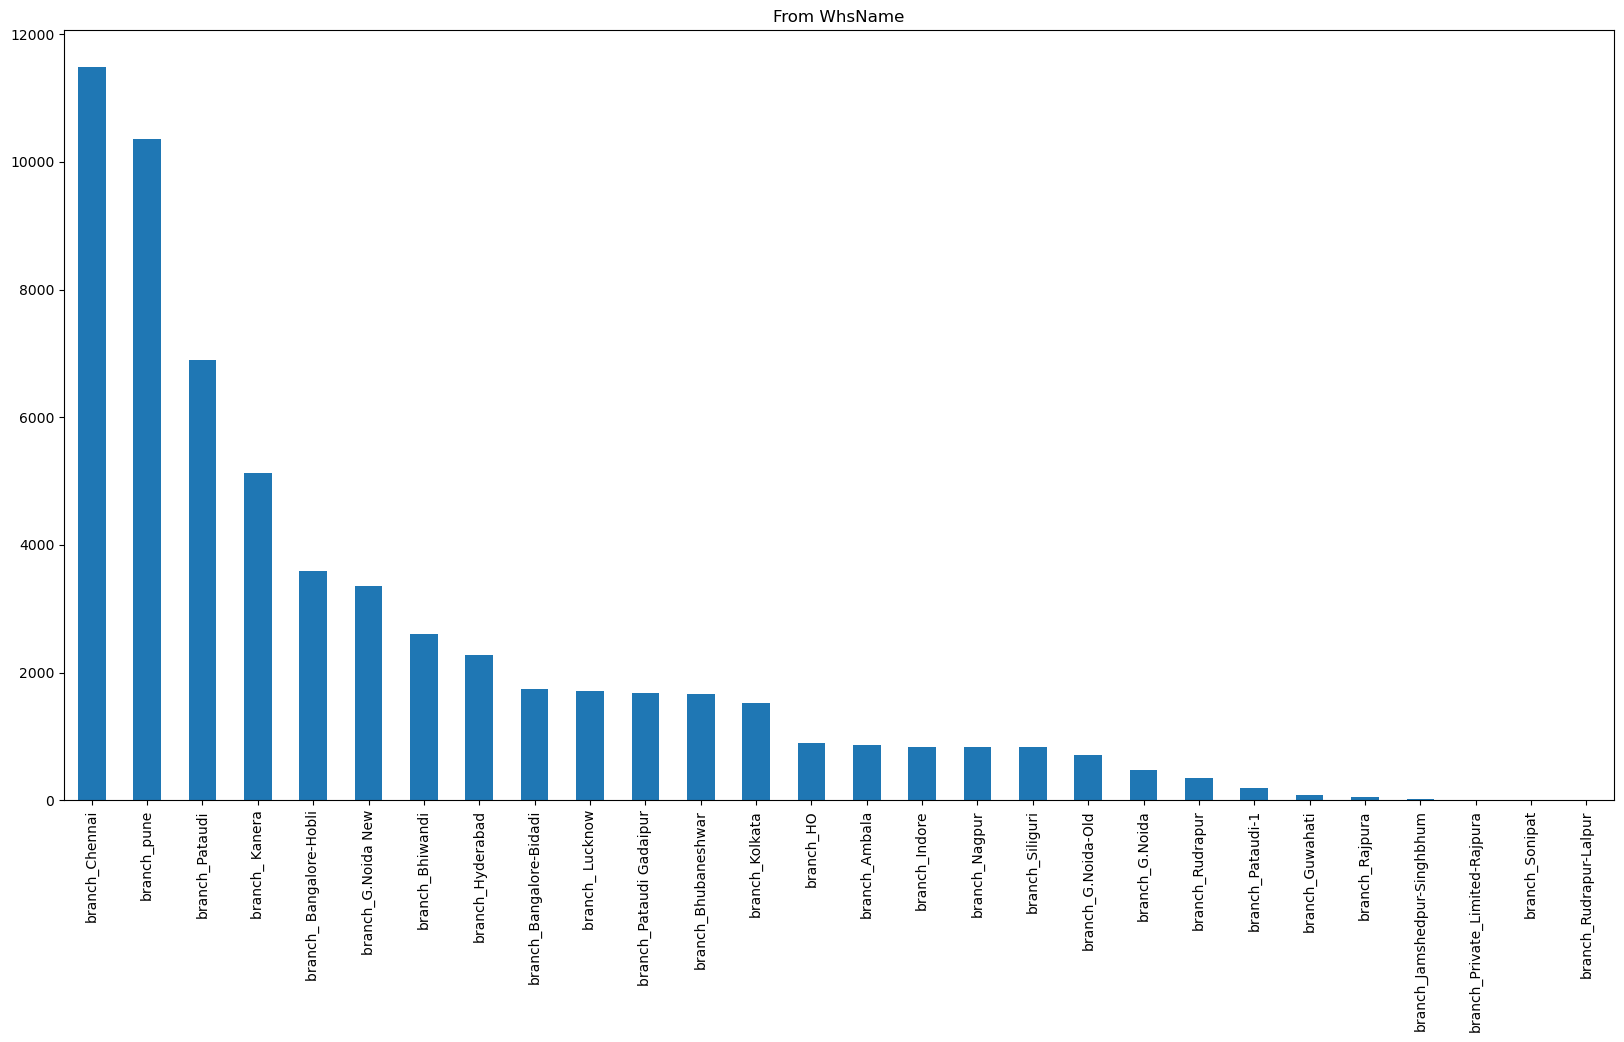 From WhsName
12000
10000
8000
6000
4000
2000
0
branch_Chennai
branch_pune
branch_Pataudi
branch_ Kanera
branch_ Bangalore-Hobli
branch_G.Noida New
branch_Bhiwandi
branch_Hyderabad
branch_Bangalore-Bidadi
branch_ Lucknow
branch_Pataudi Gadaipur
branch_Bhubaneshwar
branch_Kolkata
branch_HO
branch_Ambala
branch_Indore
branch_Nagpur
branch_Siliguri
branch_G.Noida-Old
branch_G.Noida
branch_Rudrapur
branch_Pataudi-1
branch_Guwahati
branch_Rajpura
branch_Jamshedpur-Singhbhum
branch_Private_Limited-Rajpura
branch_Sonipat
branch_Rudrapur-Lalpur